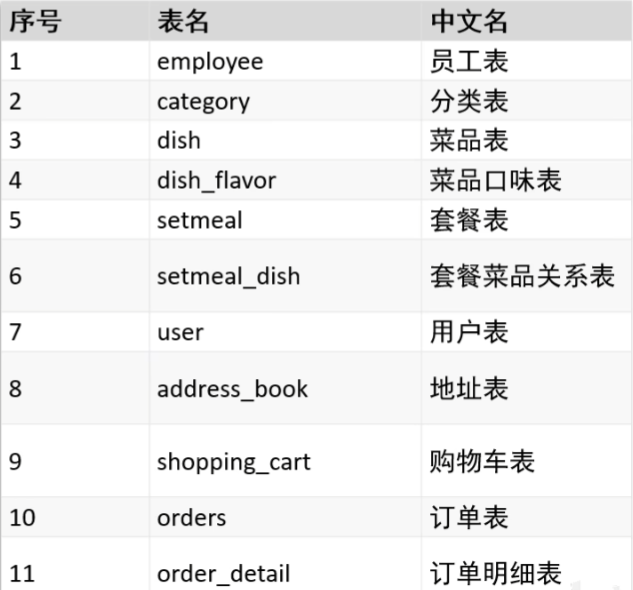 序号 表名 中文名
1 employee 员工表
2 category 分类表
3 dish 菜品表
4 dish_flavor 菜品口味表
5 setmeal 套餐表
6 setmeal_dish 套餐菜品关系表
7 user 用户表
8 address_book 地址表
9 shopping_cart 购物车表
10 orders 订单表
11 order_detail 订单明细表